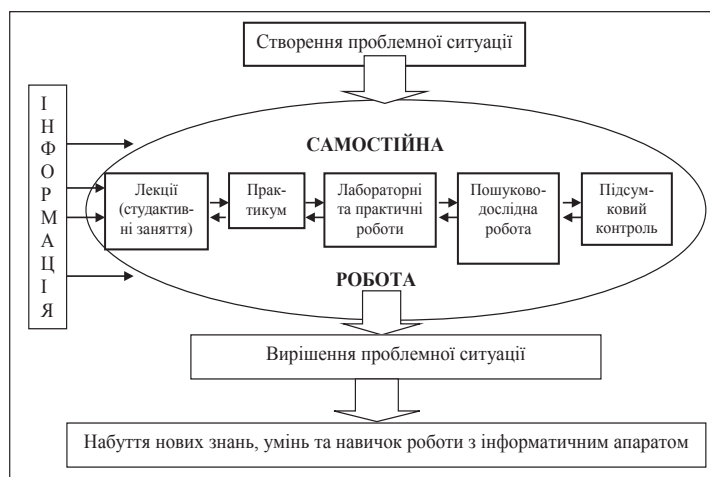 Створення проблемної ситуації
ІНФОРМАЦІЯ
САМОСТІЙНА
Лекції
(студактив-
ні заняття)
Прак-
тикум
Лабораторні
та практичні
роботи
Пошуково-
дослідна
робота
Підсум-
ковий
контроль
РОБОТА
Вирішення проблемної ситуації
Набуття нових знань, умінь та навичок роботи з інформатичним апаратом